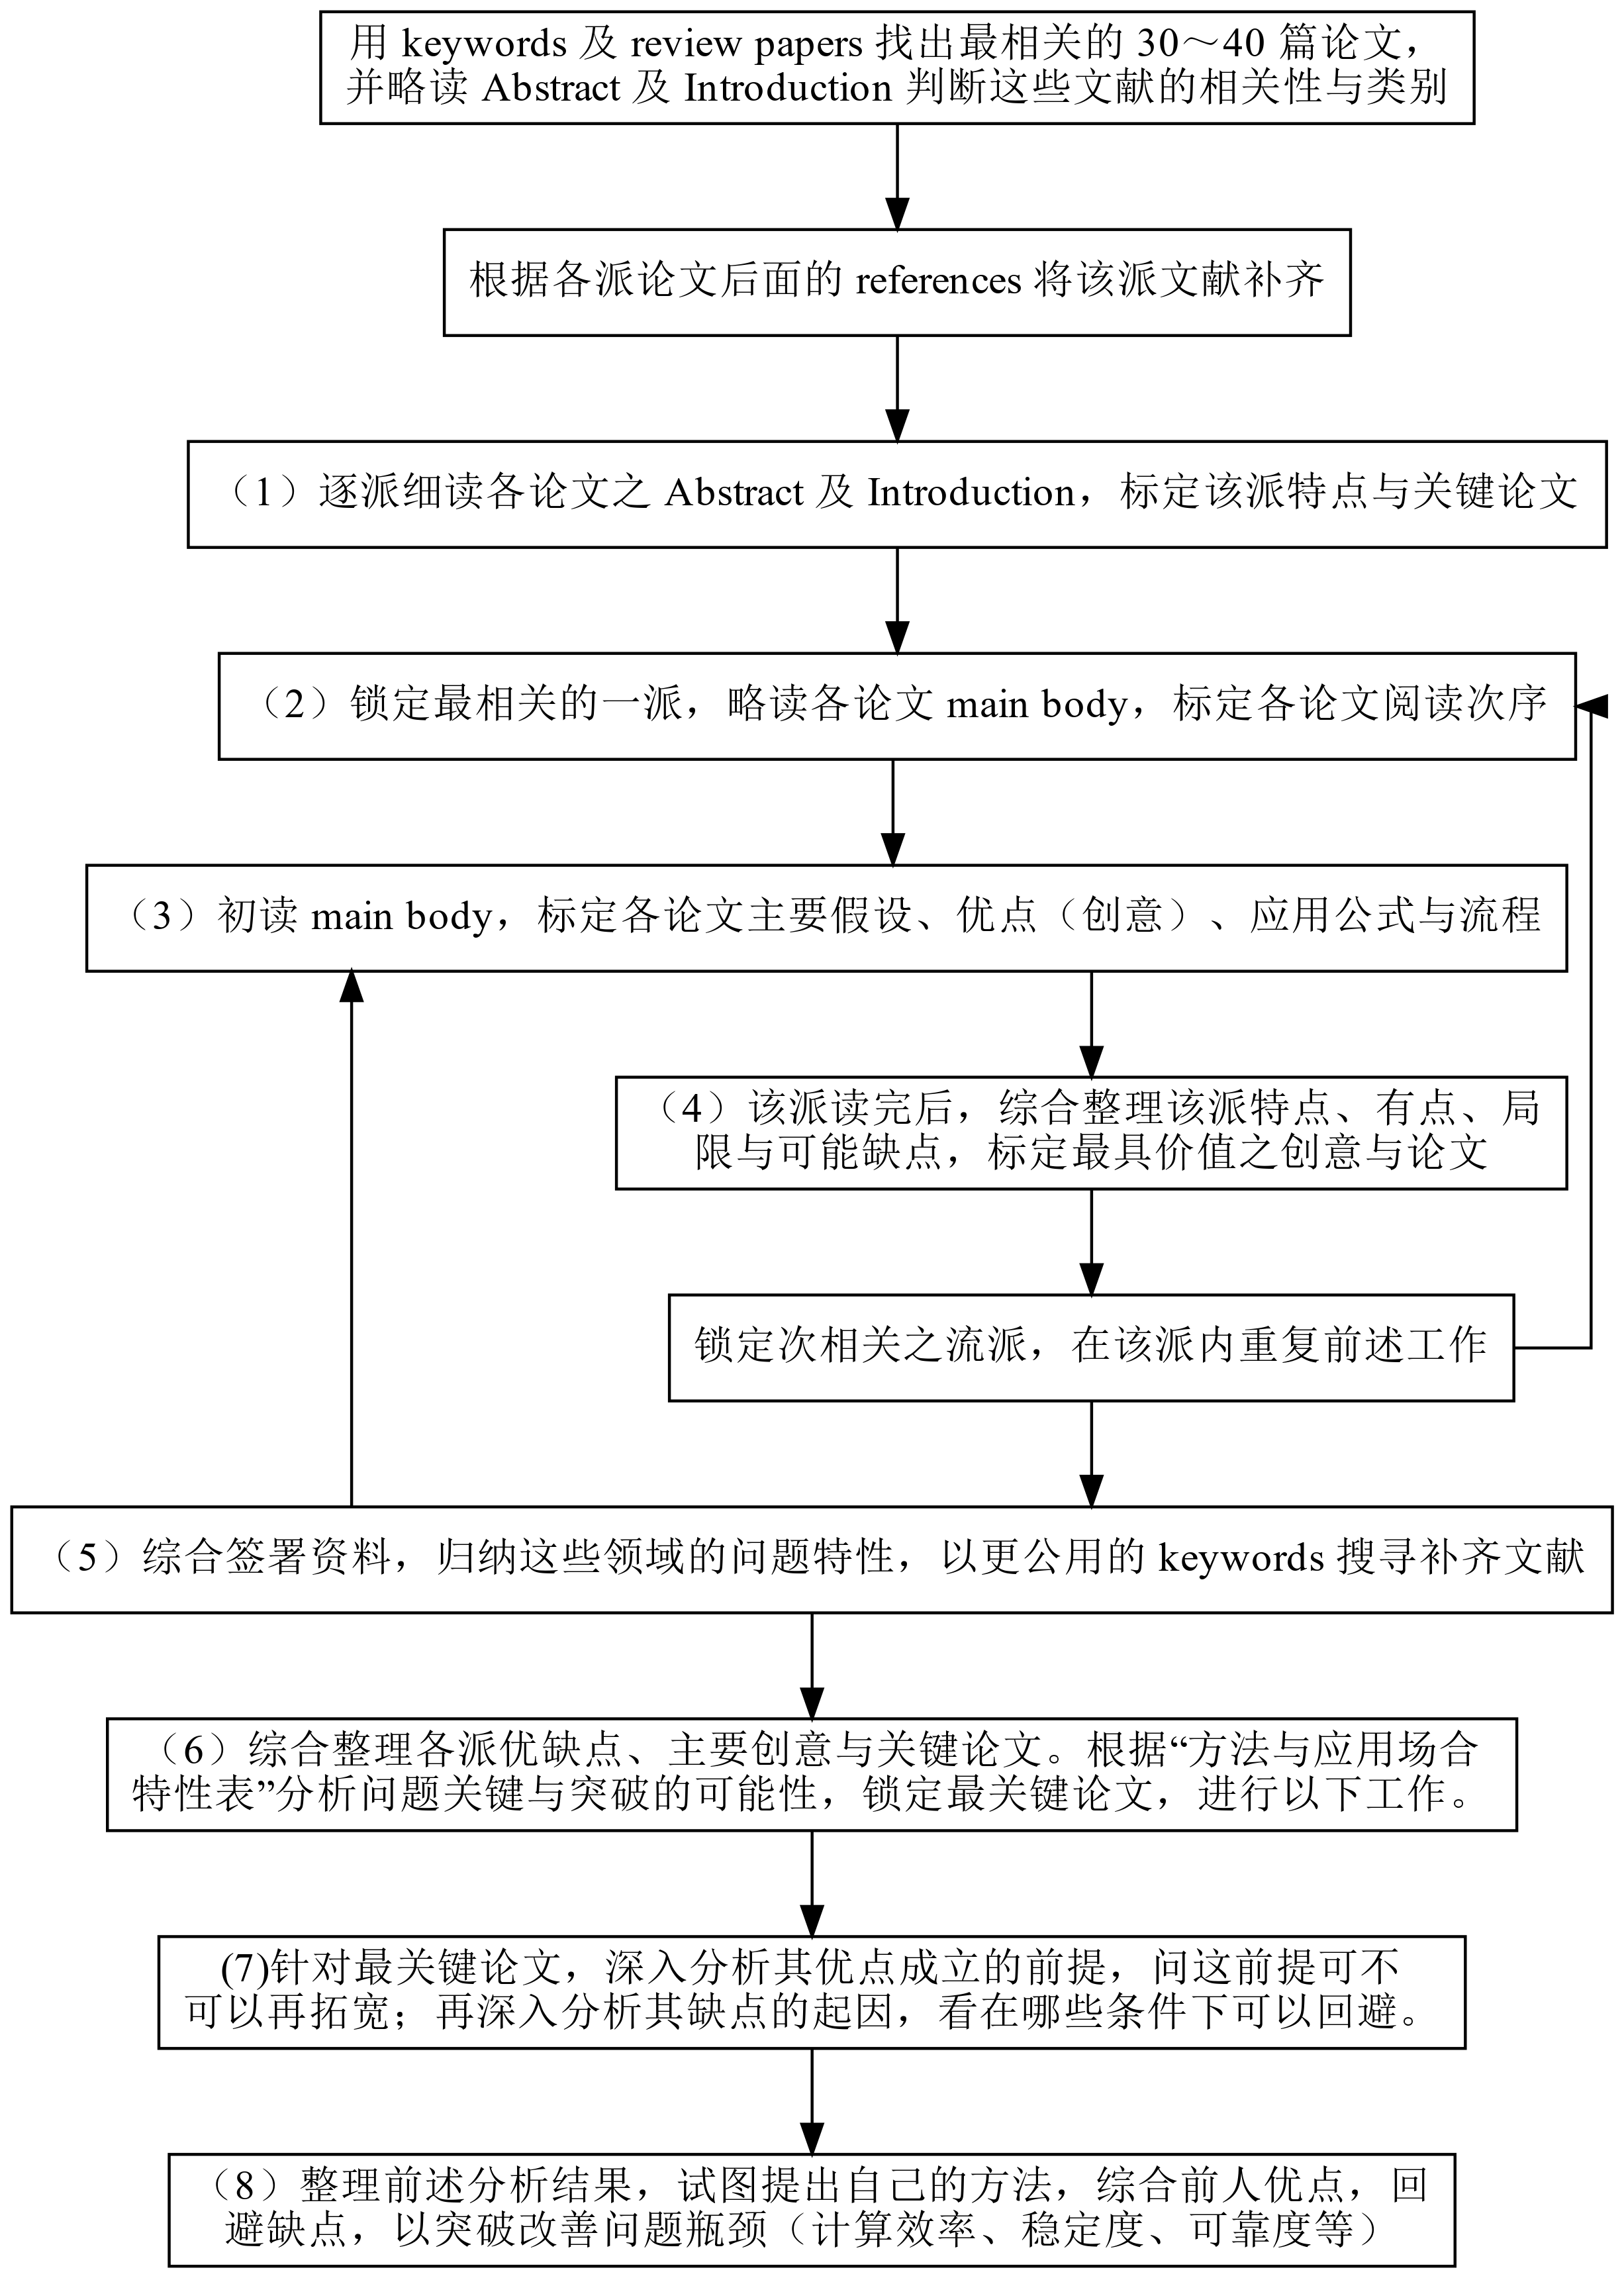 用 keywords 及 review papers 找出最相关的 30～40 篇论文，
并略读 Abstract 及 Introduction 判断这些文献的相关性与类别
根据各派论文后面的 references 将该派文献补齐
（1）逐派细读各论文之 Abstract 及 Introduction，标定该派特点与关键论文
（2）锁定最相关的一派，略读各论文 main body，标定各论文阅读次序
（3）初读 main body，标定各论文主要假设、优点（创意）、应用公式与流程
（4）该派读完后，综合整理该派特点、有点、局
限与可能缺点，标定最具价值之创意与论文
锁定次相关之流派，在该派内重复前述工作
（5）综合签署资料，归纳这些领域的问题特性，以更公用的 keywords 搜寻补齐文献
（6）综合整理各派优缺点、主要创意与关键论文。根据“方法与应用场合
特性表”分析问题关键与突破的可能性，锁定最关键论文，进行以下工作。
(7)针对最关键论文，深入分析其优点成立的前提，问这前提可不
可以再拓宽；再深入分析其缺点的起因，看在哪些条件下可以回避。
（8）整理前述分析结果，试图提出自己的方法，综合前人优点，回
避缺点，以突破改善问题瓶颈（计算效率、稳定度、可靠度等）